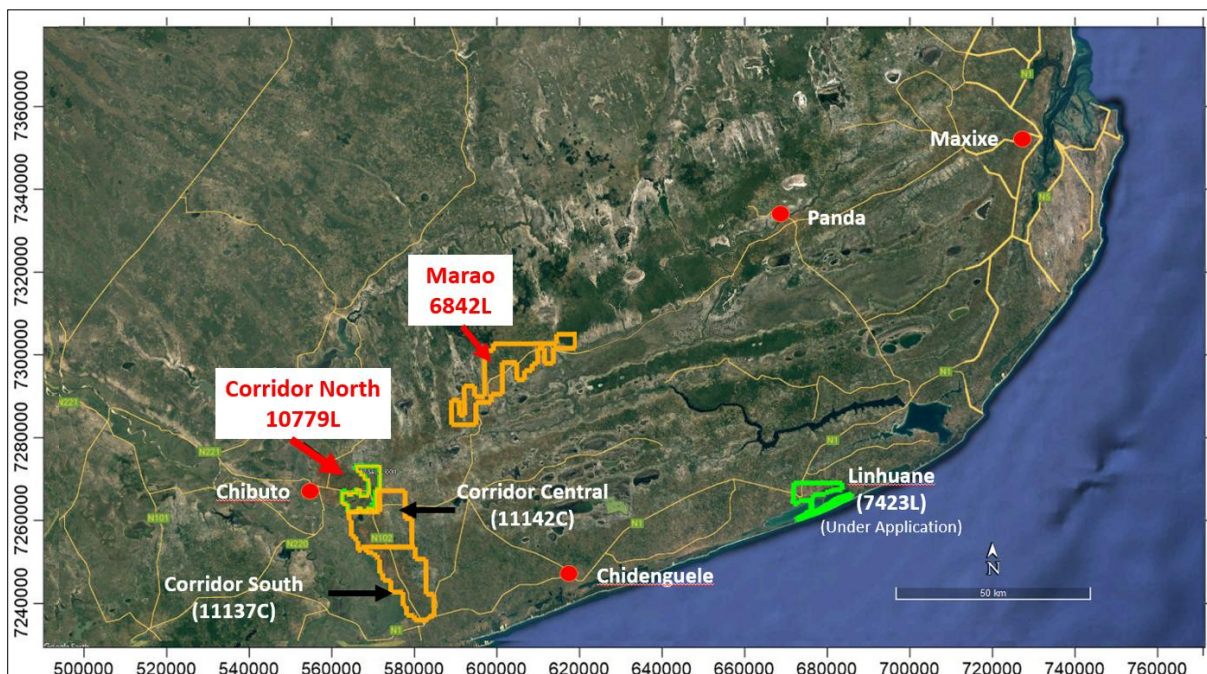 7360000
7340000
7320000
7300000
7280000
7260000
7240000
N1
Maxixe
N5
Panda
Marao
6842L
Corridor North
10779L
N221
N221
N1
Chibuto
Corridor Central
(11142C)
Linhuane
(7423L)
(Under Application)
N1
N101
N1
N220
N102
Corridor South
(11137C)
Chidenguele
N
50 km
N1
500000 520000 540000 560000 580000 600000 620000 640000 660000 680000 700000 720000 740000 760000